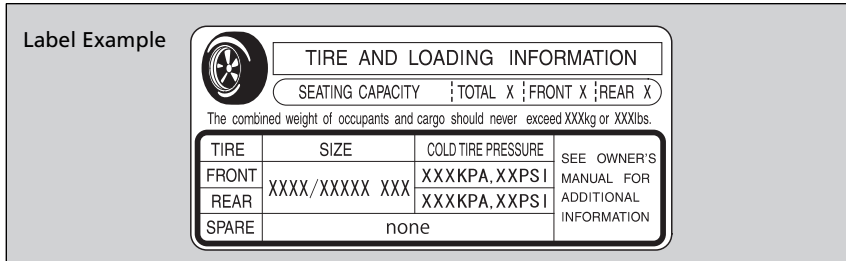 Label Example
TIRE AND LOADING INFORMATION
SEATING CAPACITY TOTAL X FRONT X REAR X
The combined weight of occupants and cargo should never exceed XXXkg or XXXlbs.
TIRE SIZE COLD TIRE PRESSURE
FRONT XXXX/XXXXX XXX XXXKPA,XXPSI
REAR XXXKPA,XXPSI
SPARE none
SEE OWNER'S
MANUAL FOR
ADDITIONAL
INFORMATION